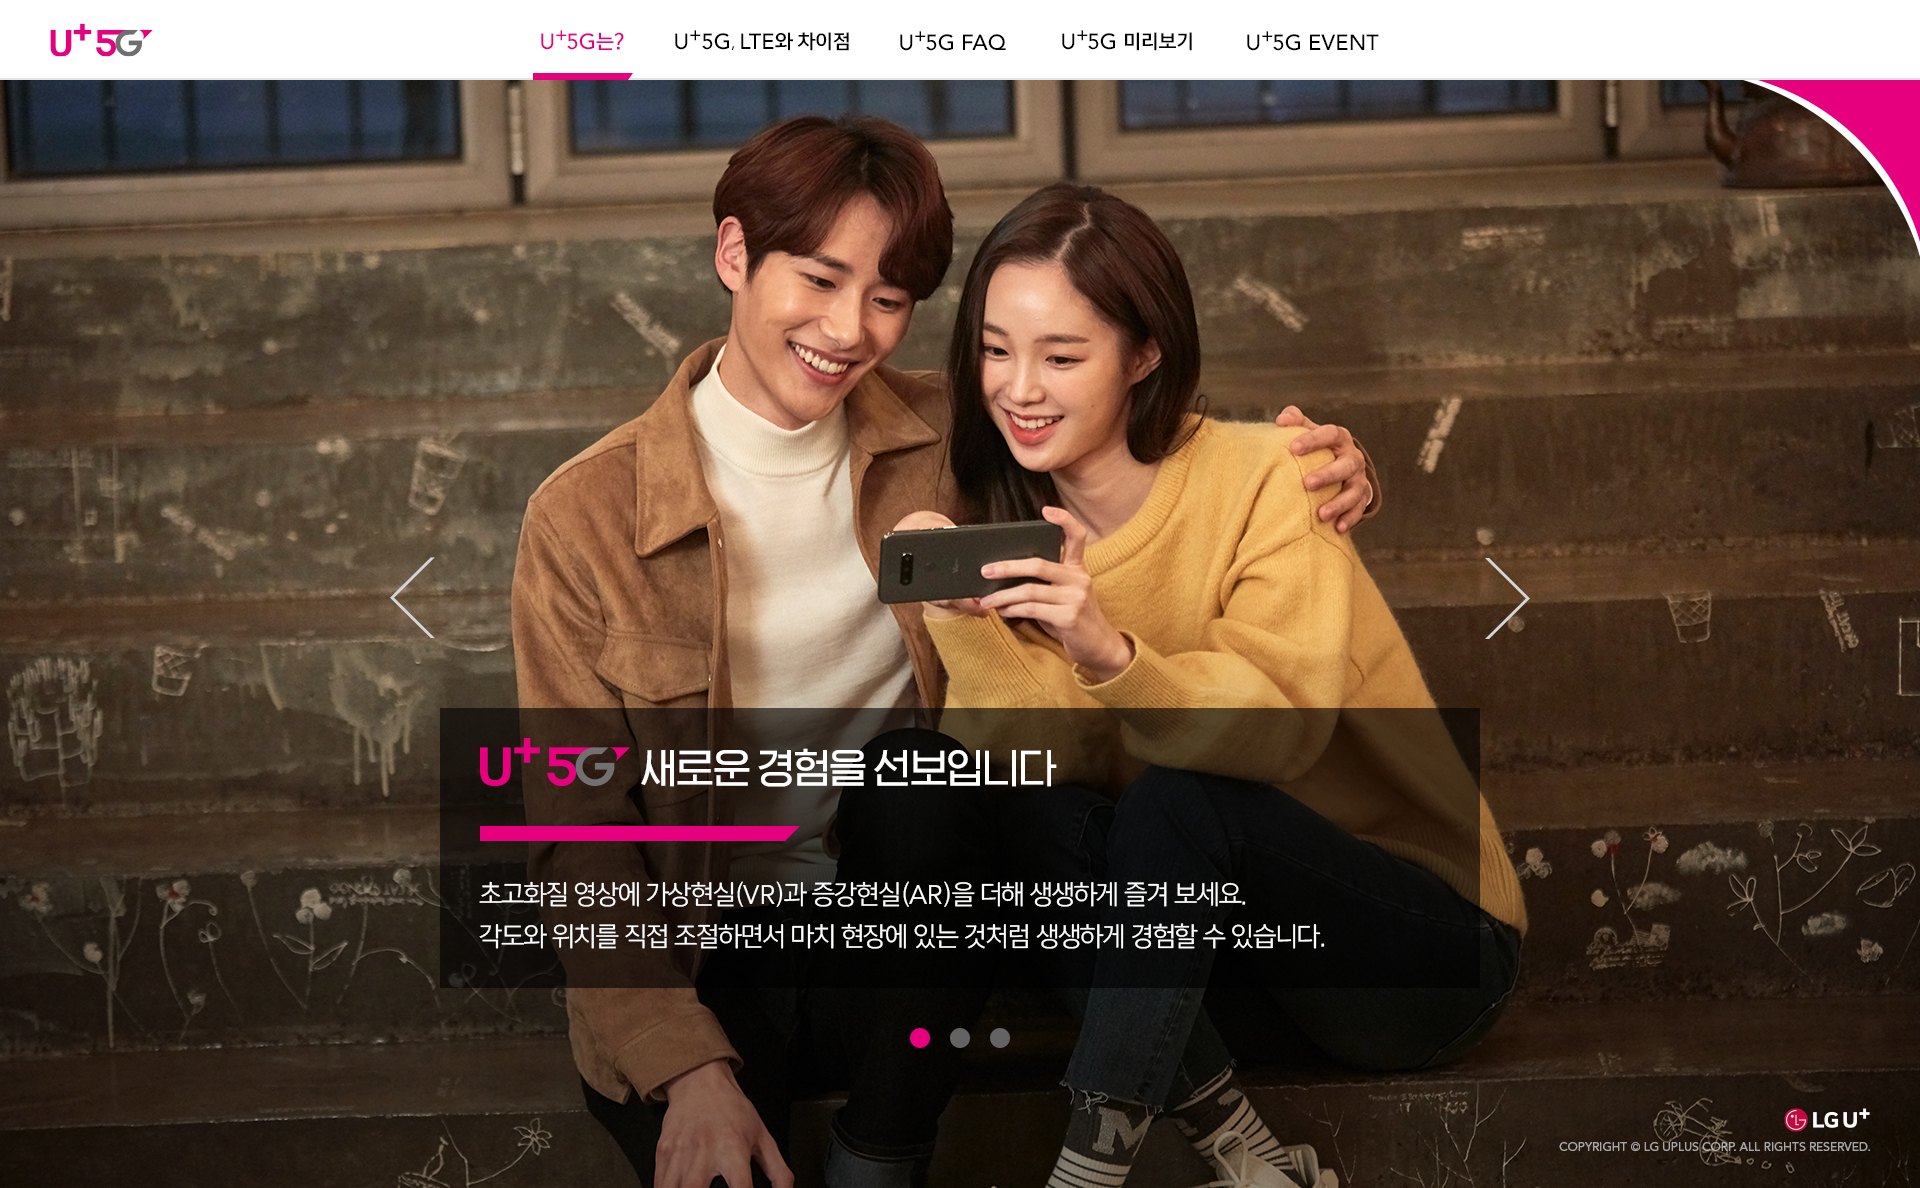 U+5G
U+5G는?
U+5G, LTE와 차이점
U+5G FAQ
U+5G 미리보기
U+5G EVENT
U+5G 새로운 경험을 선보입니다
초고화질 영상에 가상현실(VR)과 증강현실(AR)을 더해 생생하게 즐겨 보세요.
각도와 위치를 직접 조절하면서 마치 현장에 있는 것처럼 생생하게 경험할 수 있습니다.
M
LG U+
COPYRIGHT © LG UPLUS CORP. ALL RIGHTS RESERVED.